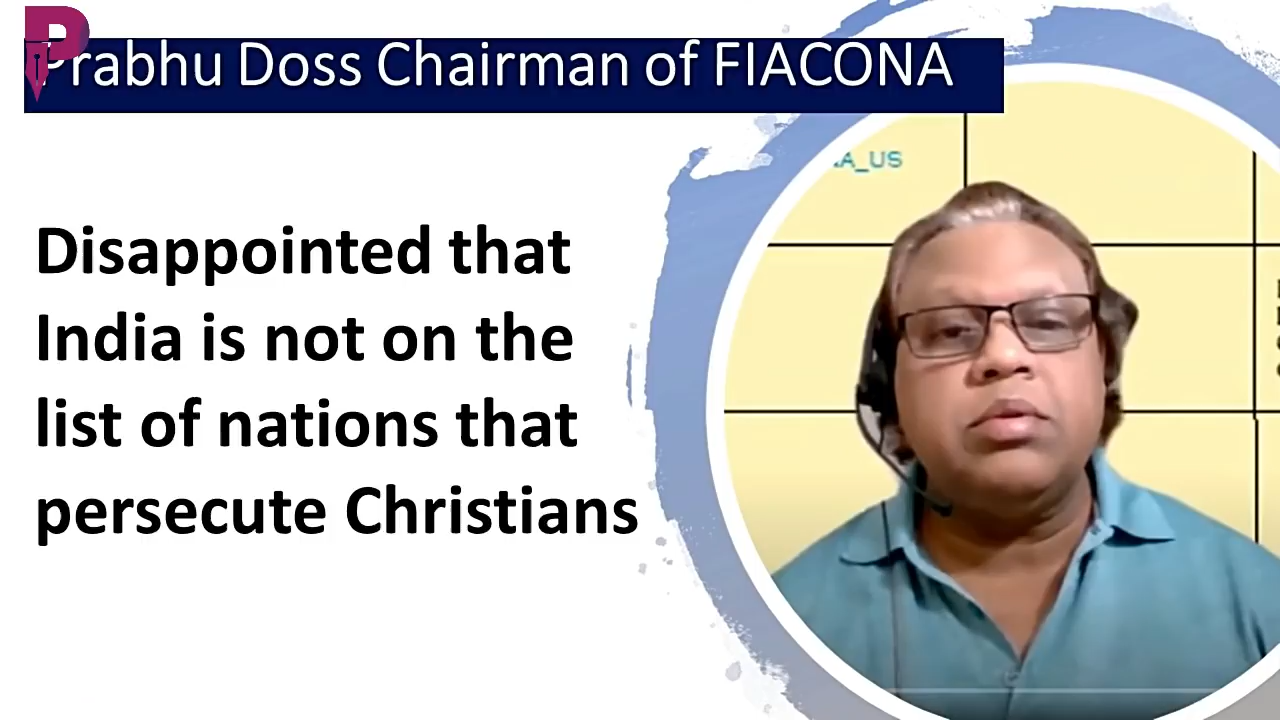 Prabhu Doss Chairman of FIACONA
A_US
Disappointed that
India is not on the
list of nations that
persecute Christians